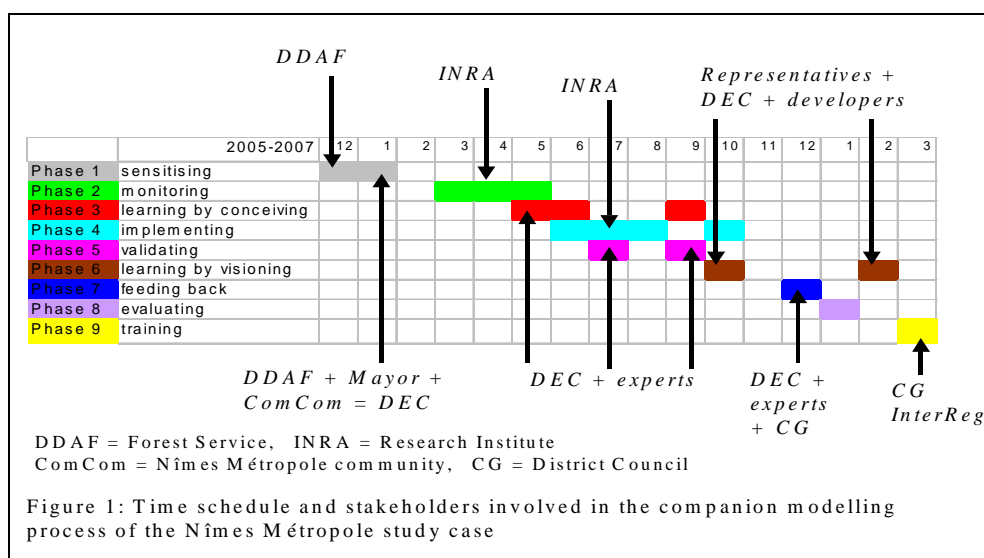 DDAF
INRA
INRA
Representatives +
DEC + developers
2005-2007 12 1 2 3 4 5 6 7 8 9 10 11 12 1 2 3
Phase 1 sensitising
Phase 2 monitoring
Phase 3 learning by conceiving
Phase 4 implementing
Phase 5 validating
Phase 6 learning by visioning
Phase 7 feeding back
Phase 8 evaluating
Phase 9 training
DDAF + Mayor +
ComCom = DEC
DEC + experts
DEC +
experts
+ CG
CG
InterReg
DDAF = Forest Service, INRA = Research Institute
ComCom = Nîmes Métropole community, CG = District Council
Figure 1: Time schedule and stakeholders involved in the companion modelling
process of the Nîmes Métropole study case